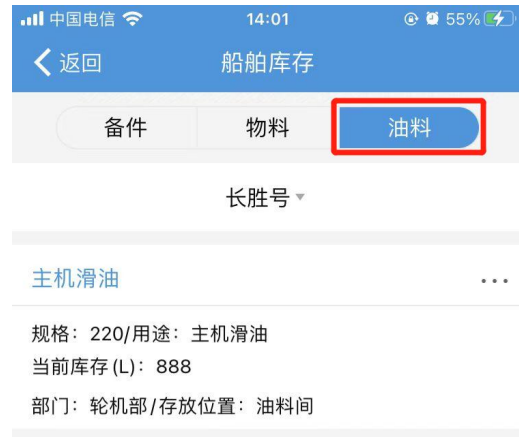 中国电信 14:01 55%
返回 船舶库存
备件 物料 油料
长胜号
主机滑油 ...
规格：220/用途：主机滑油
当前库存(L)：888
部门：轮机部/存放位置：油料间